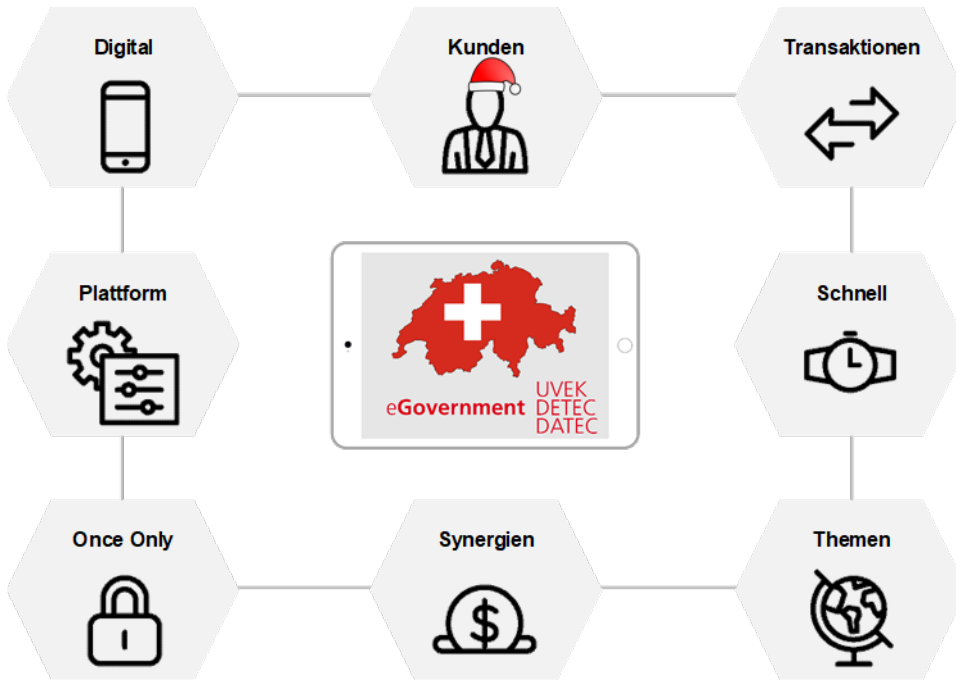 Digital
Kunden
Transaktionen
Plattform
Schnell
eGovernment
UVEK
DETEC
DATEC
Once Only
Synergien
Themen